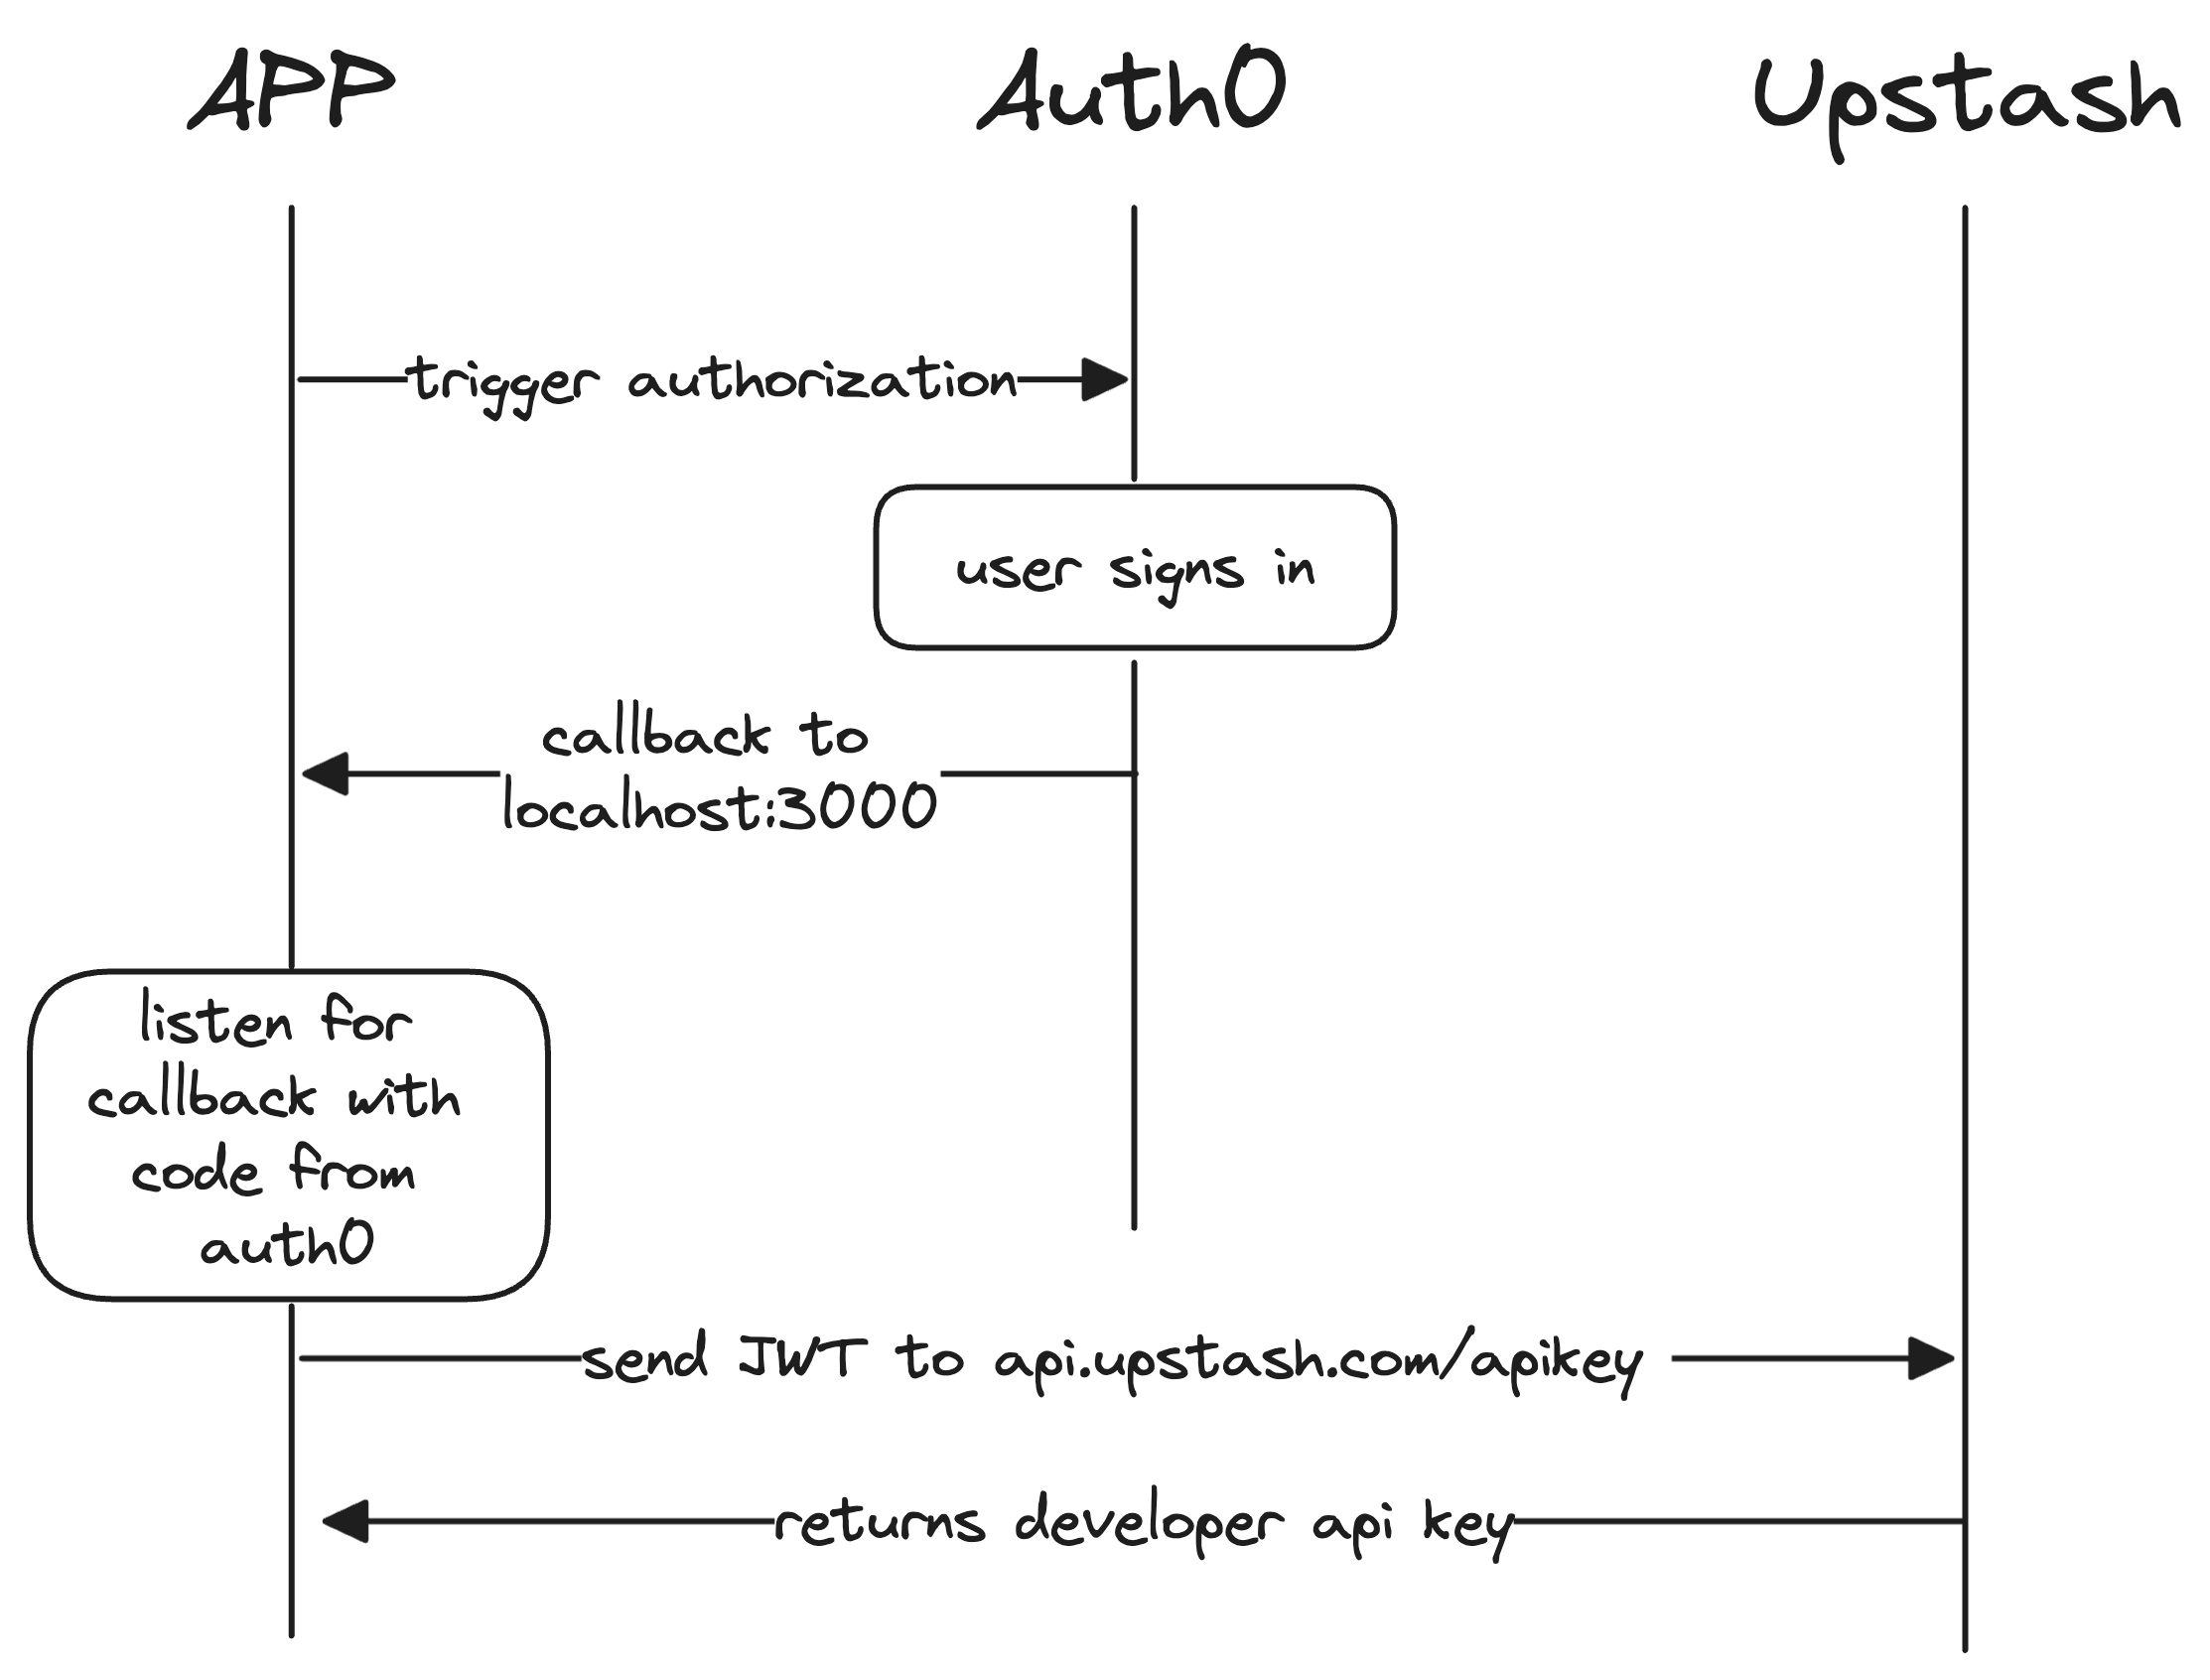 APP
Auth0
Upstash
trigger authorization
user signs in
callback to
localhost:3000
listen for
callback with
code from
auth0
send JWT to api.upstash.com/apikey
returns developer api key